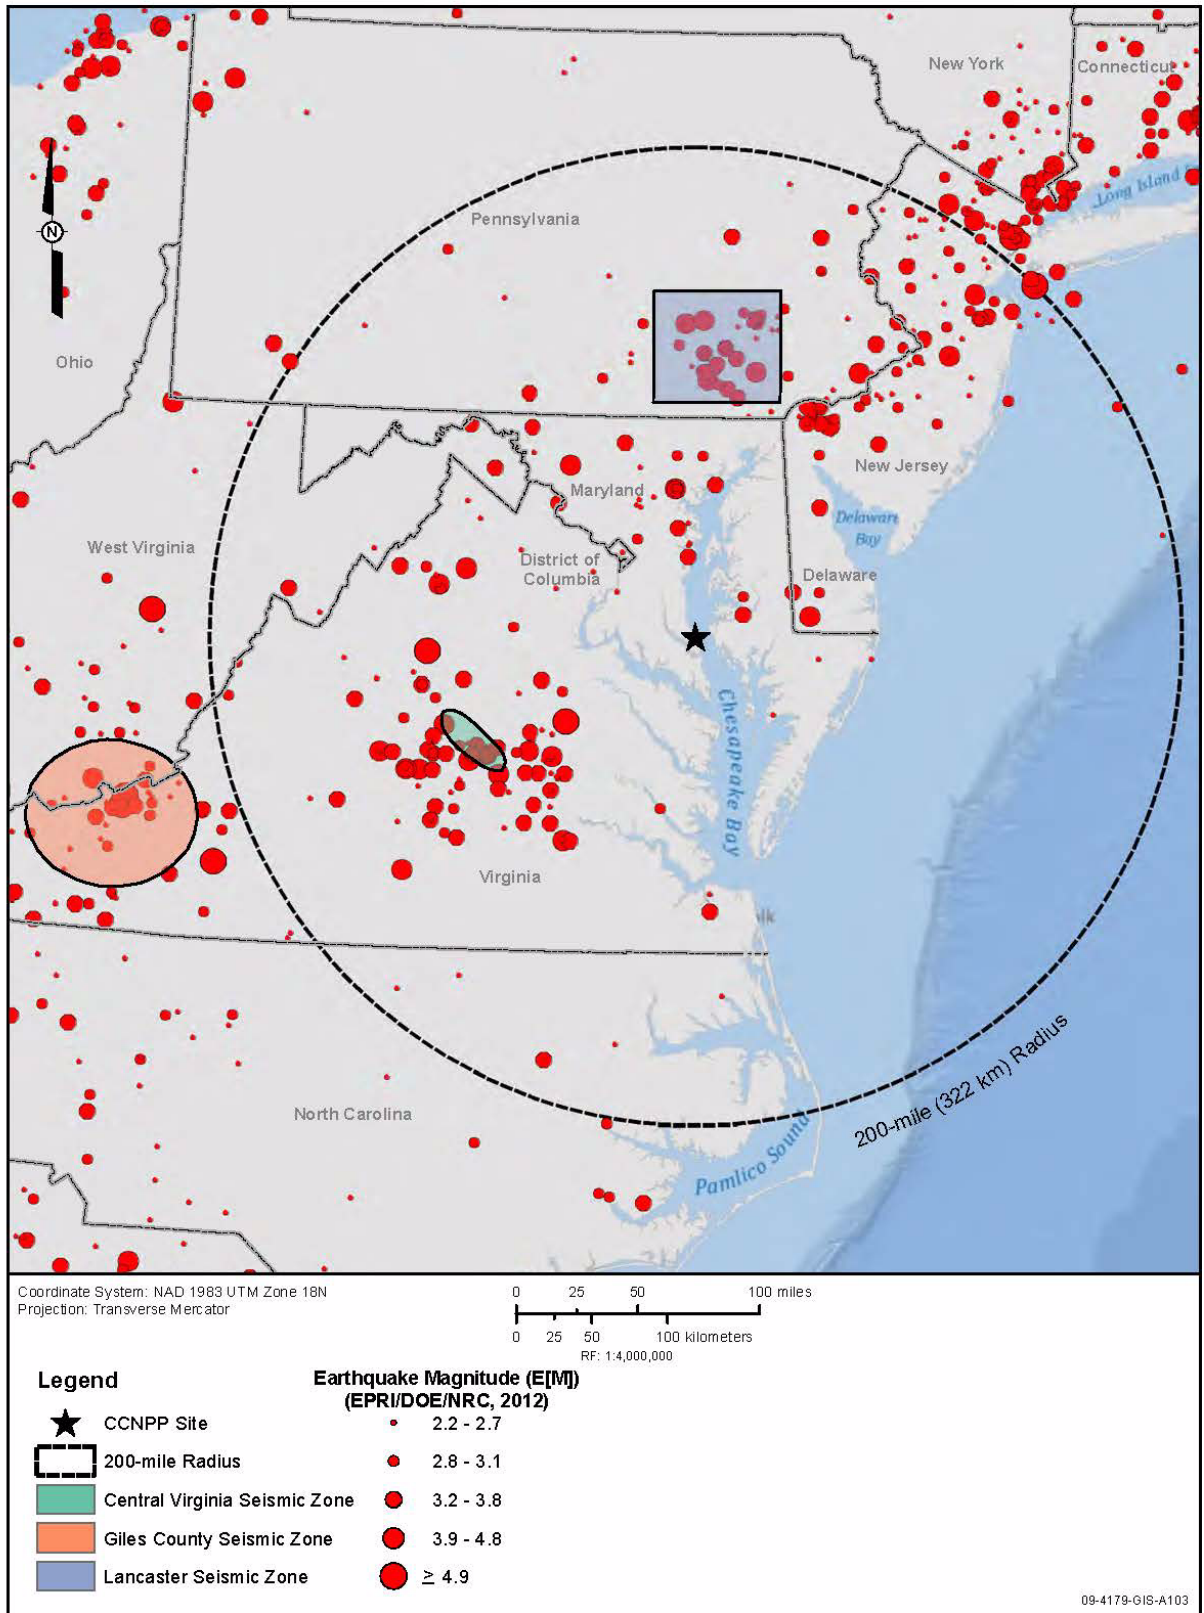 New York
Connecticut
Long Island
Pennsylvania
Ohio
N
New Jersey
Maryland
Delaware
Bay
West Virginia
District of
Columbia
Delaware
Chesapeake Bay
Virginia
lk
200-mile (322 km) Radius
North Carolina
Pamlico Sound
Coordinate System: NAD 1983 UTM Zone 18N
Projection: Transverse Mercator
0 25 50 100 miles
0 25 50 100 kilometers
RF: 1:4,000,000
Legend
CCNPP Site
200-mile Radius
Central Virginia Seismic Zone
Giles County Seismic Zone
Lancaster Seismic Zone
Earthquake Magnitude (E[M])
(EPRI/DOE/NRC, 2012)
2.2 - 2.7
2.8 - 3.1
3.2 - 3.8
3.9 - 4.8
≥ 4.9
09-4179-GIS-A103